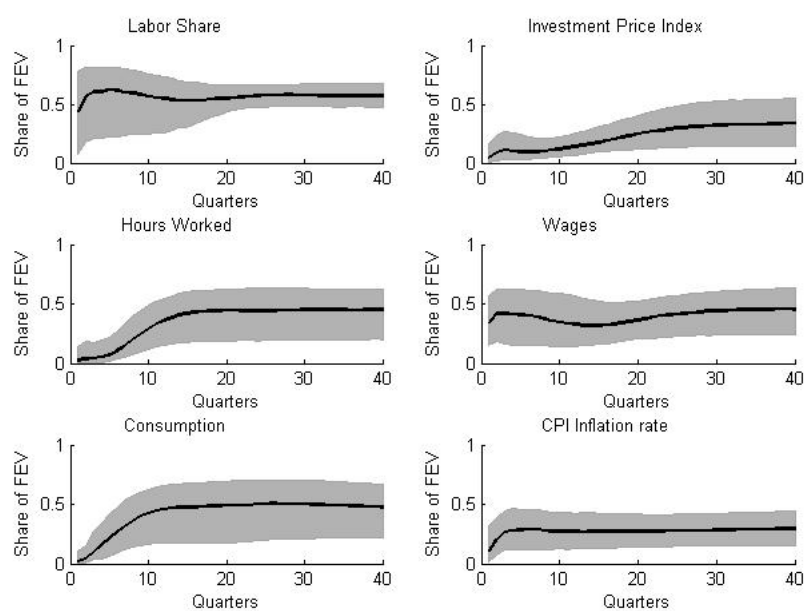 Labor Share
Share of FEV
1
0.5
0
0 10 20 30 40
Quarters
Investment Price Index
Share of FEV
1
0.5
0
0 10 20 30 40
Quarters
Hours Worked
Share of FEV
1
0.5
0
0 10 20 30 40
Quarters
Wages
Share of FEV
1
0.5
0
0 10 20 30 40
Quarters
Consumption
Share of FEV
1
0.5
0
0 10 20 30 40
Quarters
CPI Inflation rate
Share of FEV
1
0.5
0
0 10 20 30 40
Quarters